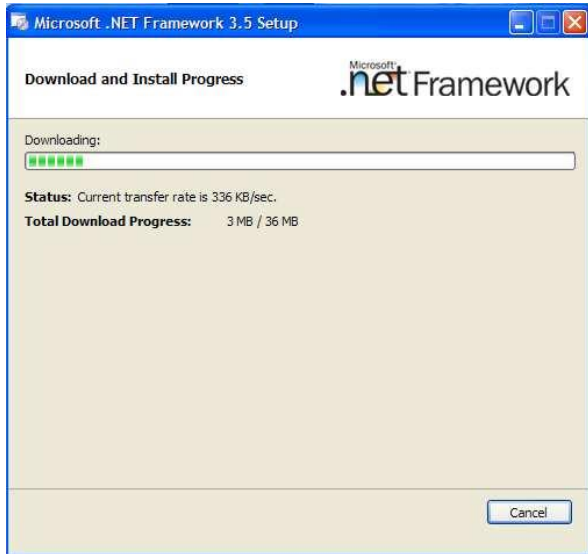 Microsoft .NET Framework 3.5 Setup
Download and Install Progress
Microsoft
.net Framework
Downloading:
Status: Current transfer rate is 336 KB/sec.
Total Download Progress: 3 MB / 36 MB
Cancel